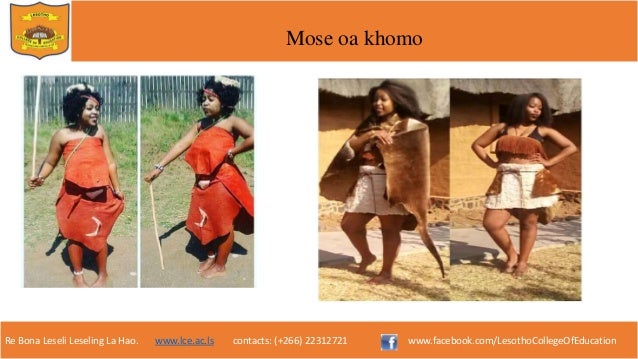 LESOTHO
Mose oa khomo
Re Bona Leseli Leseling La Hao. www.lce.ac.ls contacts: (+266) 22312721 www.facebook.com/LesothoCollegeOfEducation